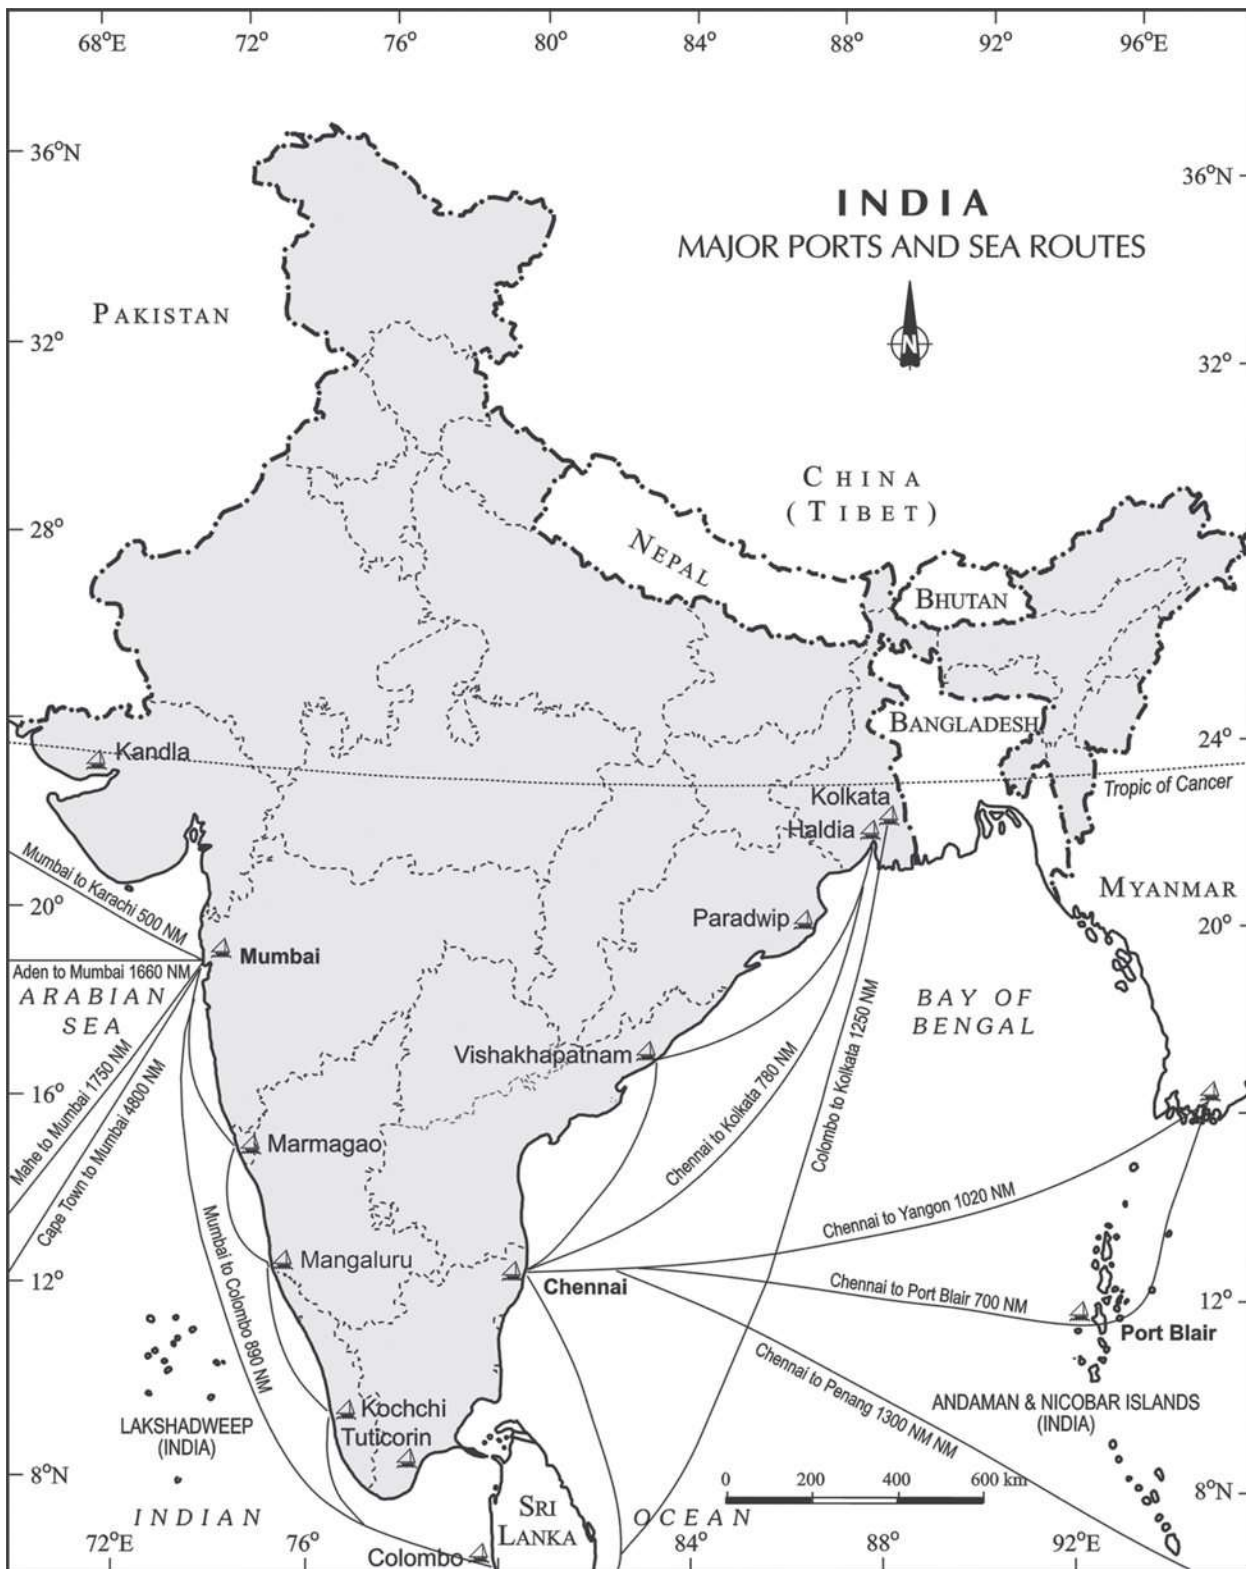 68°E 72° 76° 80° 84° 88° 92° 96°E
36°N
36°N
INDIA
MAJOR PORTS AND SEA ROUTES
N
PAKISTAN
32°
32°
CHINA
(TIBET)
28°
28°
NEPAL
BHUTAN
BANGLADESH
24°
Kandla
Tropic of Cancer
Kolkata
Haldia
MYANMAR
Mumbai to Karachi 500 NM
20°
20°
Paradwip
Mumbai
Aden to Mumbai 1660 NM
ARABIAN
SEA
BAY OF
BENGAL
Vishakhapatnam
Mahe to Mumbai 1750 NM
Cape Town to Mumbai 4800 NM
Chennai to Kolkata 780 NM
Colombo to Kolkata 1250 NM
16°
Marmagao
Chennai to Yangon 1020 NM
Mumbai to Colombo 890 NM
Mangaluru
12°
12°
Chennai
Chennai to Port Blair 700 NM
Port Blair
Chennai to Penang 1300 NM NM
ANDAMAN & NICOBAR ISLANDS
(INDIA)
Kochchi
LAKSHADWEEP
(INDIA)
Tuticorin
8°N
8°N
0 200 400 600 km
INDIAN
OCEAN
SRI
LANKA
Colombo
72°E 76° 84° 88° 92°E